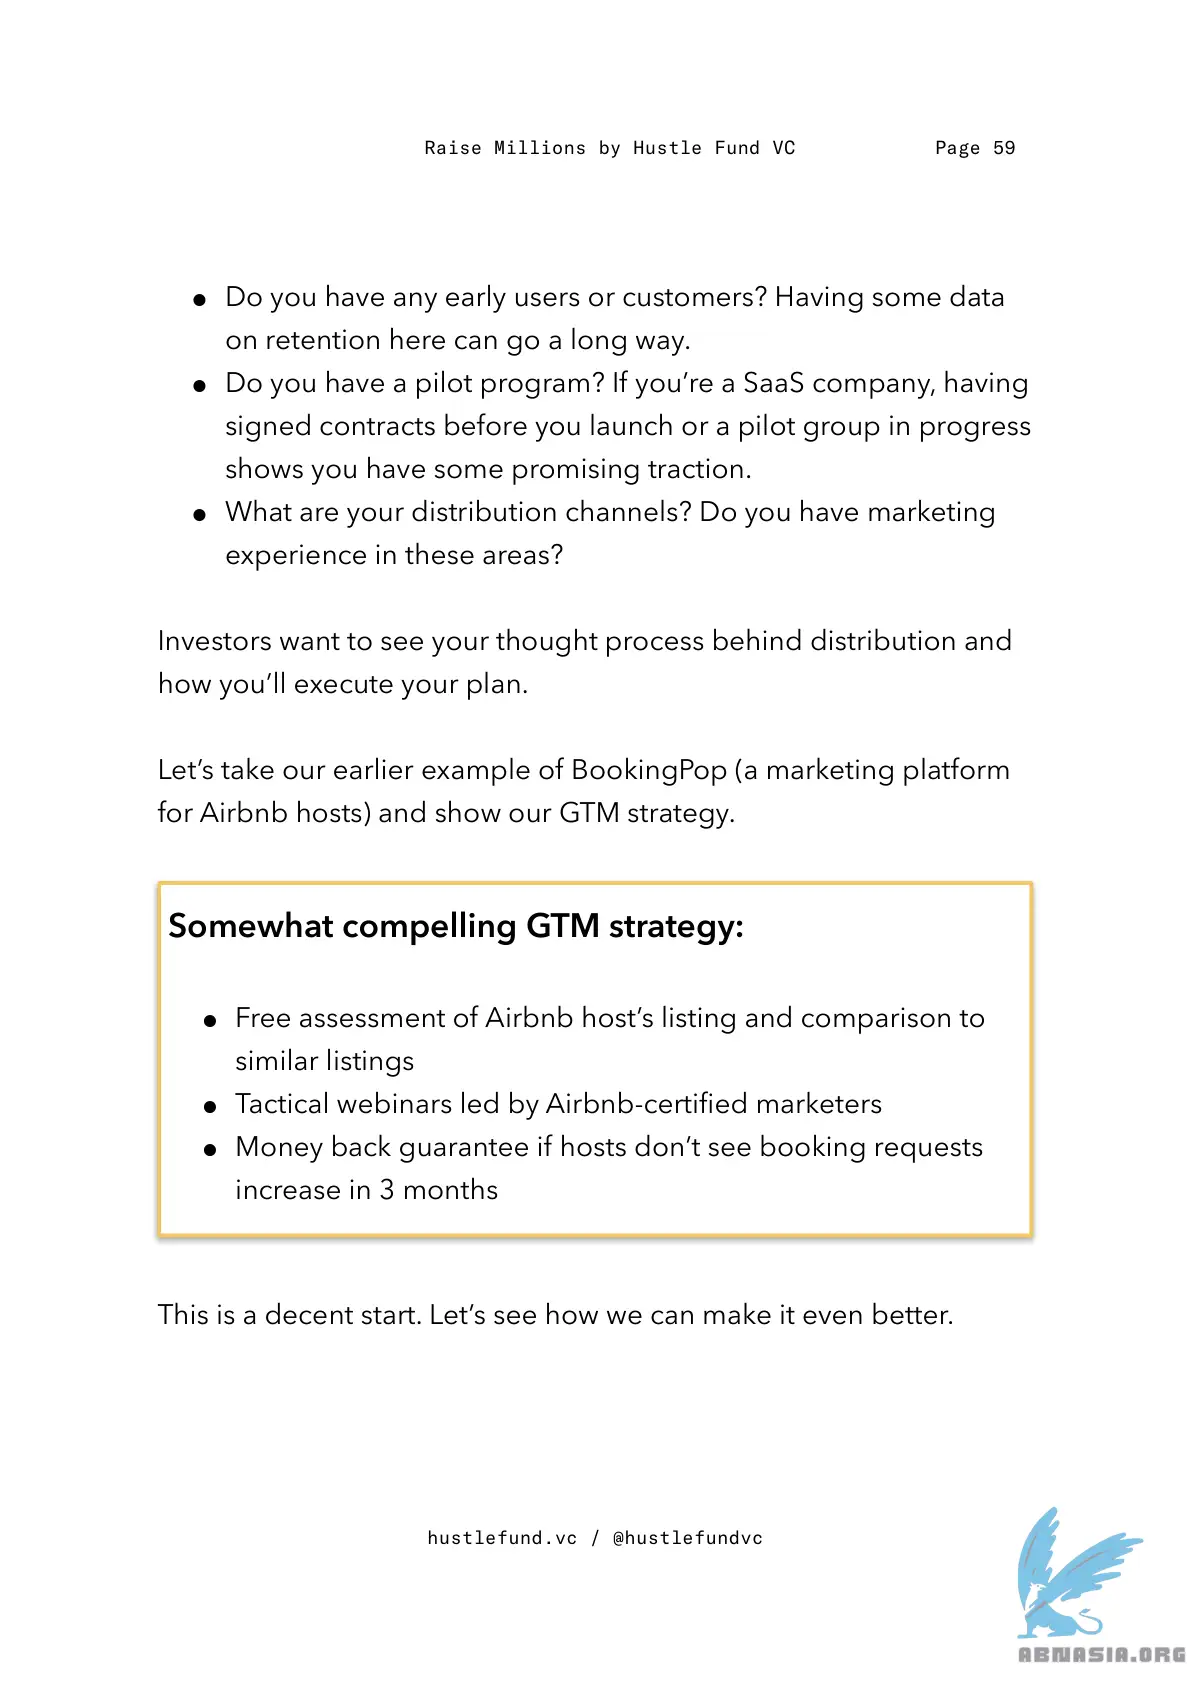 Raise Millions by Hustle Fund VC Page 59
● Do you have any early users or customers? Having some data
on retention here can go a long way.
● Do you have a pilot program? If you’re a SaaS company, having
signed contracts before you launch or a pilot group in progress
shows you have some promising traction.
● What are your distribution channels? Do you have marketing
experience in these areas?
Investors want to see your thought process behind distribution and
how you’ll execute your plan.
Let’s take our earlier example of BookingPop (a marketing platform
for Airbnb hosts) and show our GTM strategy.
Somewhat compelling GTM strategy:
● Free assessment of Airbnb host’s listing and comparison to
similar listings
● Tactical webinars led by Airbnb-certified marketers
● Money back guarantee if hosts don’t see booking requests
increase in 3 months
This is a decent start. Let’s see how we can make it even better.
hustlefund.vc / @hustlefundvc
ABNASIA.ORG